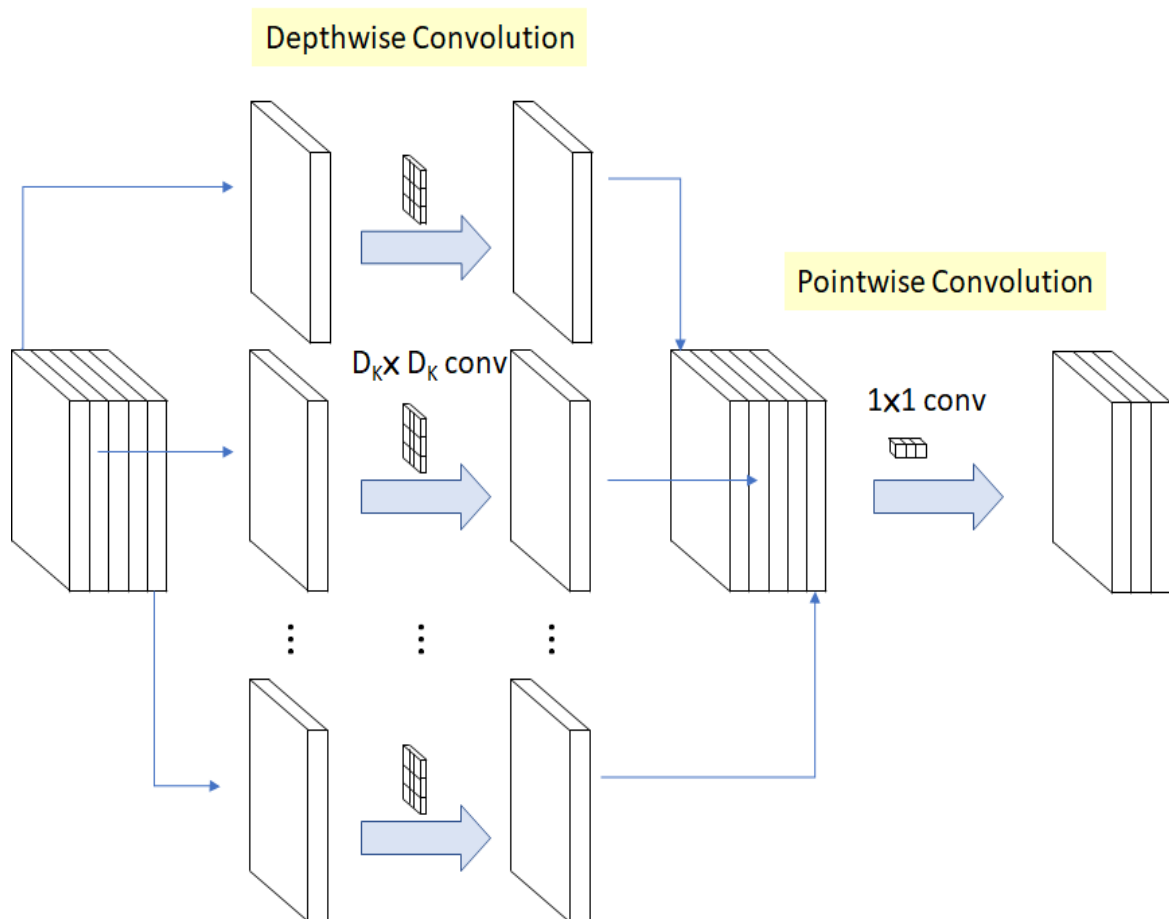 Depthwise Convolution
Pointwise Convolution
Dₖx Dₖ conv
1x1 conv